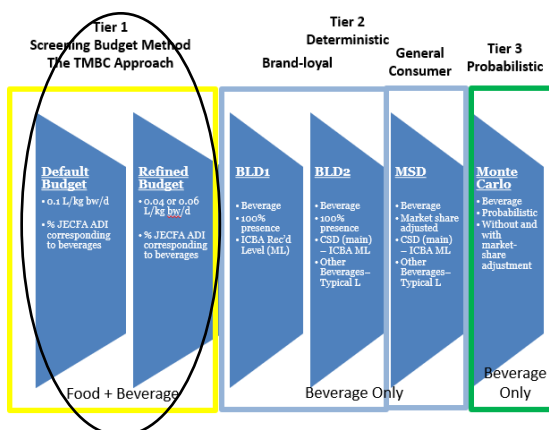 Tier 1
Screening Budget Method
The TMBC Approach
Tier 2
Deterministic
Brand-loyal
General
Consumer
Tier 3
Probabilistic
Default
Budget
• 0.1 L/kg bw/d
• % JECFA ADI
corresponding
to beverages
Refined
Budget
• 0.04 or 0.06
L/kg bw/d
• % JECFA ADI
corresponding
to beverages
BLD1
• Beverage
• 100%
presence
• ICBA Rec'd
Level (ML)
BLD2
• Beverage
• 100%
presence
• CSD (main)
– ICBA ML
• Other
Beverages–
Typical L
MSD
• Beverage
• Market share
adjusted
• CSD (main)
– ICBA ML
• Other
Beverages–
Typical L
Monte
Carlo
• Beverage
• Probabilistic
• Without and
with
market-
share
adjustment
Food + Beverage
Beverage Only
Beverage
Only